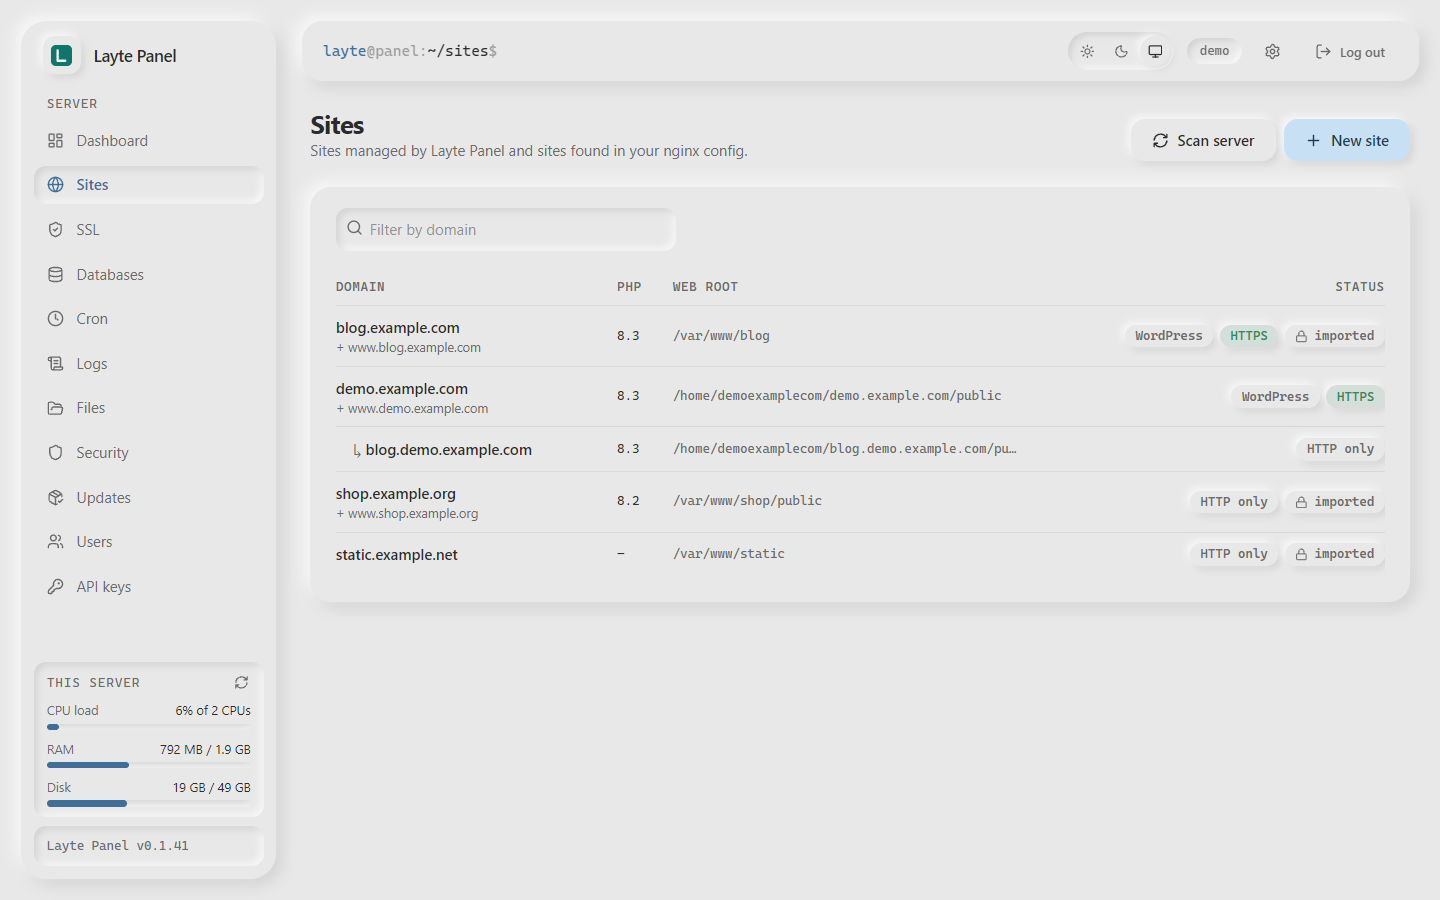 Layte Panel
SERVER
Dashboard
Sites
SSL
Databases
Cron
Logs
Files
Security
Updates
Users
API keys
THIS SERVER
CPU load 6% of 2 CPUs
RAM 792 MB / 1.9 GB
Disk 19 GB / 49 GB
Layte Panel v0.1.41
layte@panel:~/sites$
demo
Log out
Sites
Sites managed by Layte Panel and sites found in your nginx config.
Scan server
+ New site
Filter by domain
DOMAIN PHP WEB ROOT STATUS
blog.example.com 8.3 /var/www/blog WordPress HTTPS imported
+ www.blog.example.com
demo.example.com 8.3 /home/demoexamplecom/demo.example.com/public WordPress HTTPS
+ www.demo.example.com
↳ blog.demo.example.com 8.3 /home/demoexamplecom/blog.demo.example.com/pu… HTTP only
shop.example.org 8.2 /var/www/shop/public HTTP only imported
+ www.shop.example.org
static.example.net – /var/www/static HTTP only imported